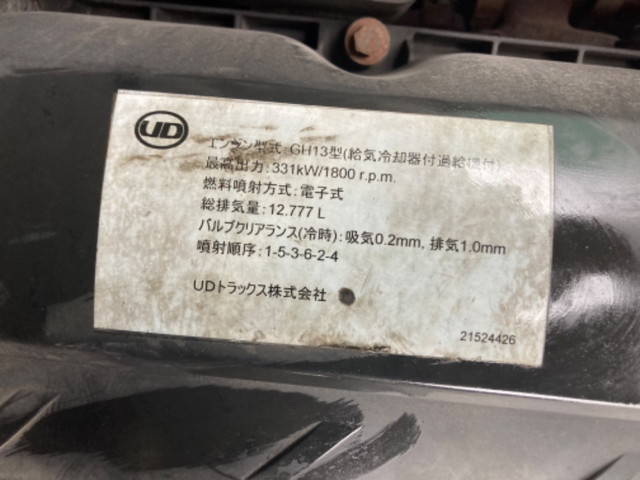 UD
エンジン型式:GH13型(給気冷却器付過給機付)
最高出力:331kW/1800 r.p.m.
燃料噴射方式:電子式
総排気量:12.777 L
バルブクリアランス(冷時):吸気0.2mm, 排気1.0mm
噴射順序:1-5-3-6-2-4
UDトラックス株式会社
21524426